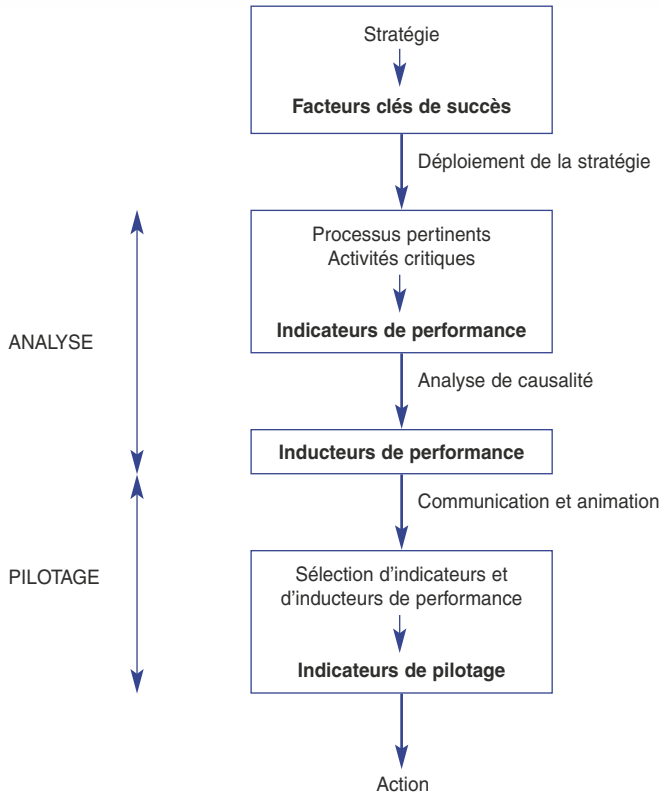 Stratégie
Facteurs clés de succès
Déploiement de la stratégie
Processus pertinents
Activités critiques
Indicateurs de performance
ANALYSE
Analyse de causalité
Inducteurs de performance
Communication et animation
PILOTAGE
Sélection d’indicateurs et
d’inducteurs de performance
Indicateurs de pilotage
Action